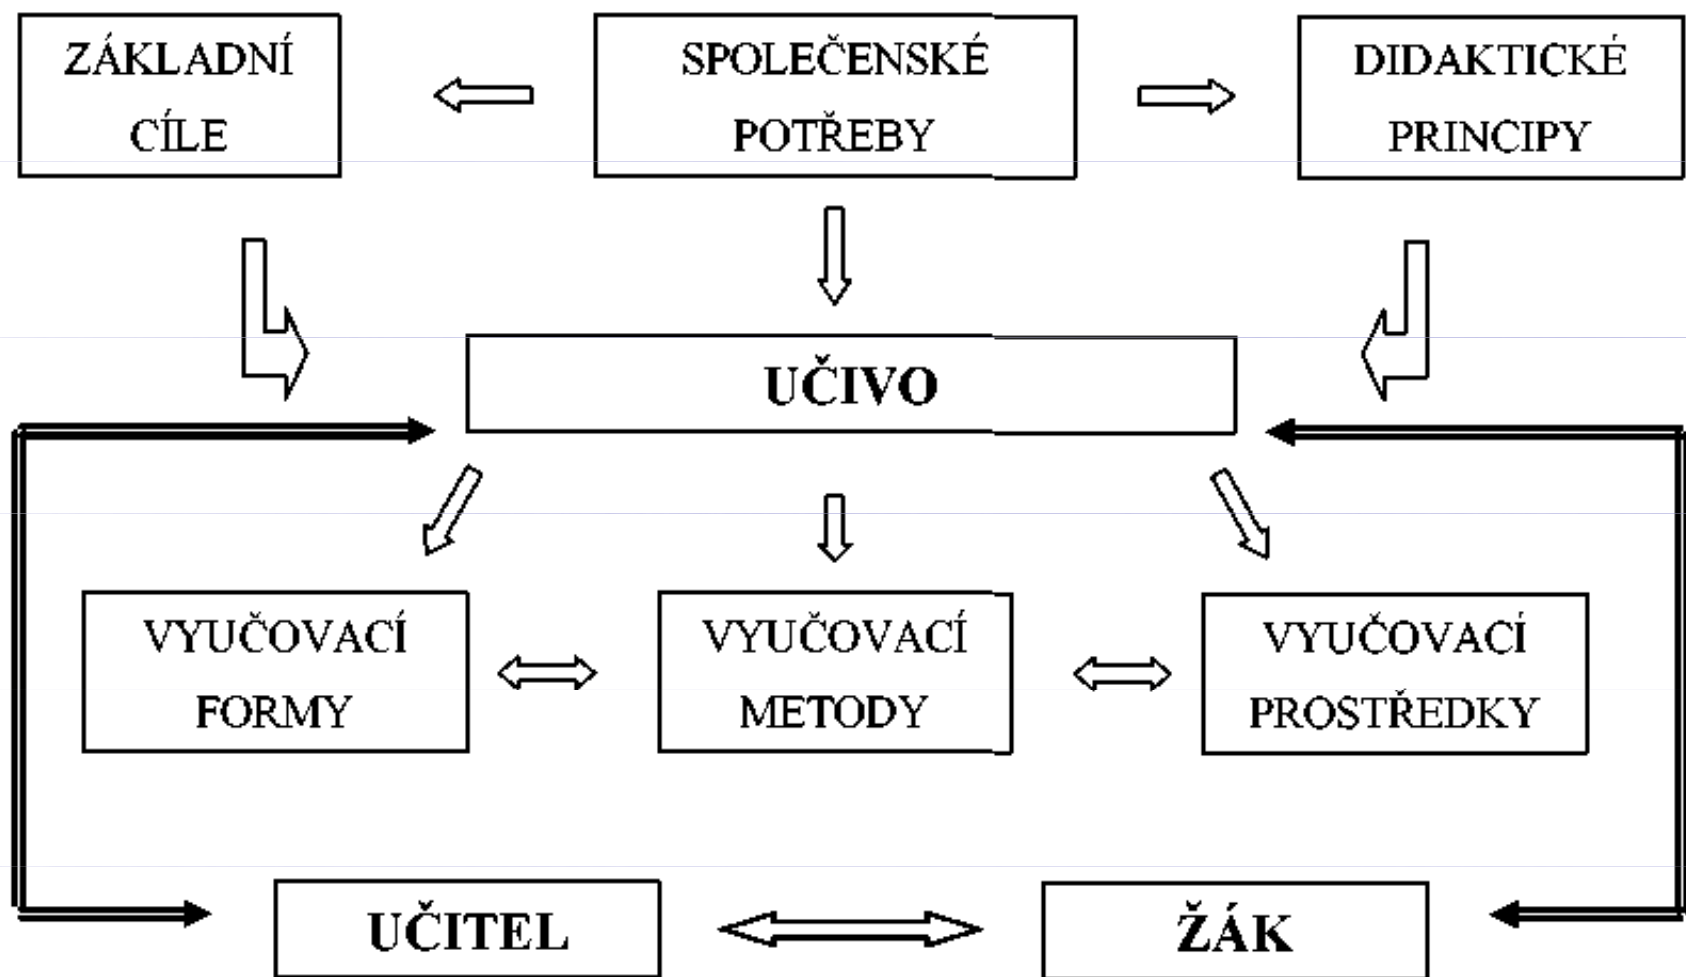 ZÁKLADNÍ
CÍLE
SPOLEČENSKÉ
POTŘEBY
DIDAKTICKÉ
PRINCIPY
UČIVO
VYUČOVACÍ
FORMY
VYUČOVACÍ
METODY
VYUČOVACÍ
PROSTŘEDKY
UČITEL
ŽÁK